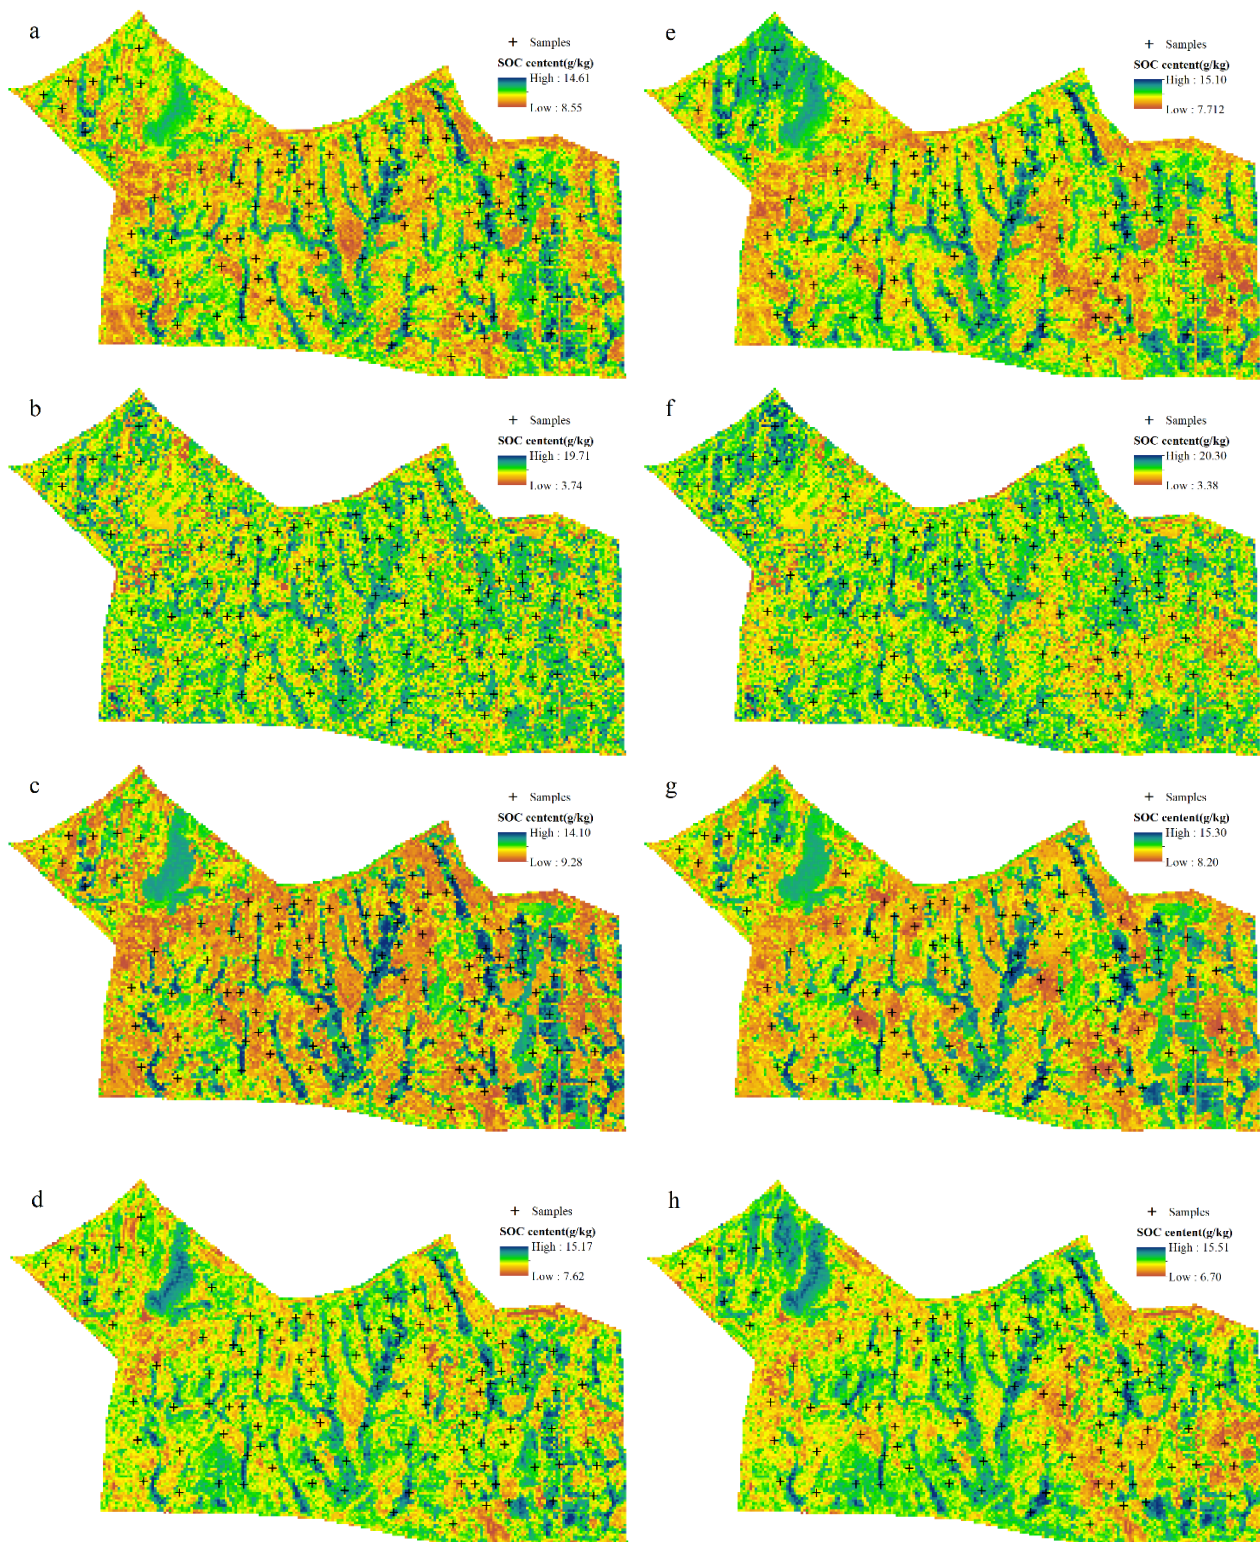 a
Samples
SOC centent(g/kg)
High : 14.61
Low : 8.55
e
Samples
SOC centent(g/kg)
High : 15.10
Low : 7.712
b
Samples
SOC centent(g/kg)
High : 19.71
Low : 3.74
f
Samples
SOC centent(g/kg)
High : 20.30
Low : 3.38
c
Samples
SOC centent(g/kg)
High : 14.10
Low : 9.28
g
Samples
SOC centent(g/kg)
High : 15.30
Low : 8.20
d
Samples
SOC centent(g/kg)
High : 15.17
Low : 7.62
h
Samples
SOC centent(g/kg)
High : 15.51
Low : 6.70